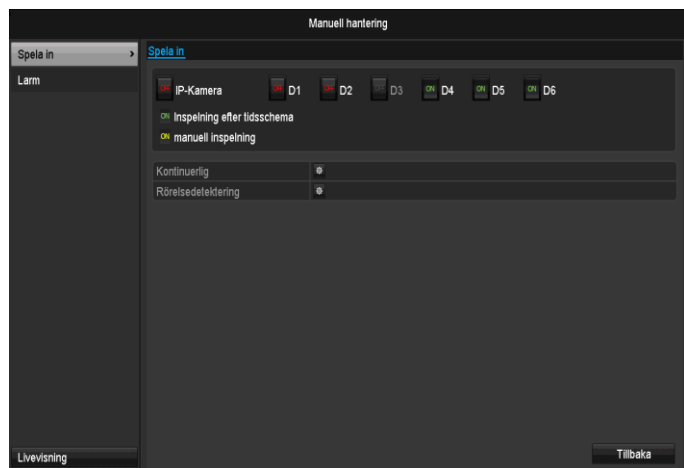 Manuell hantering
Spela in >
Larm
Spela in
OFF IP-Kamera OFF D1 OFF D2 OFF D3 ON D4 ON D5 ON D6
ON Inspelning efter tidsschema
ON manuell inspelning
Kontinuerlig
Rörelsedetektering
Livevisning
Tillbaka